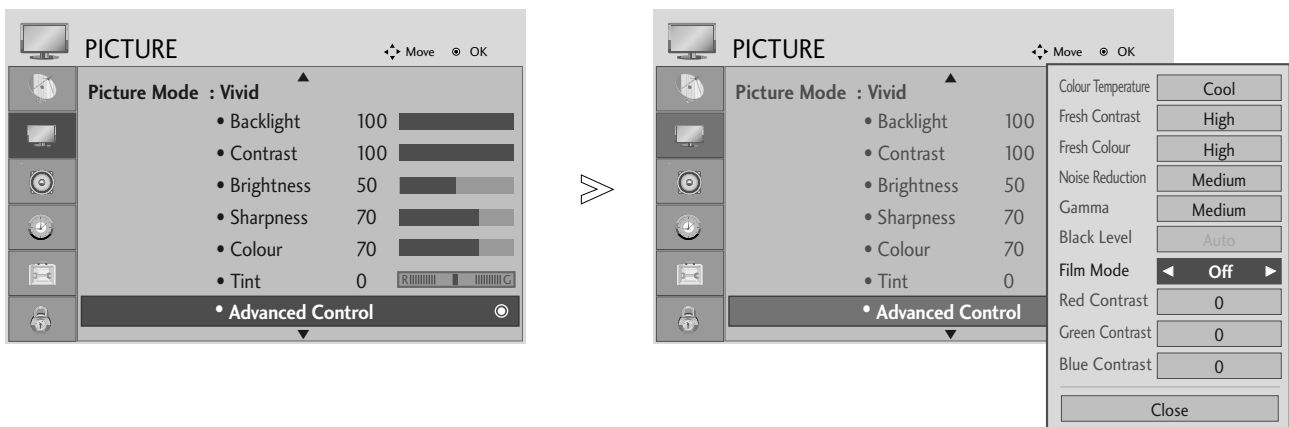 PICTURE
Move OK
Picture Mode : Vivid
• Backlight 100
• Contrast 100
• Brightness 50
• Sharpness 70
• Colour 70
• Tint 0 R G
• Advanced Control
PICTURE
Move OK
Picture Mode : Vivid
• Backlight 100
• Contrast 100
• Brightness 50
• Sharpness 70
• Colour 70
• Tint 0
• Advanced Control
Colour Temperature Cool
Fresh Contrast High
Fresh Colour High
Noise Reduction Medium
Gamma Medium
Black Level Auto
Film Mode ◄ Off ►
Red Contrast 0
Green Contrast 0
Blue Contrast 0
Close